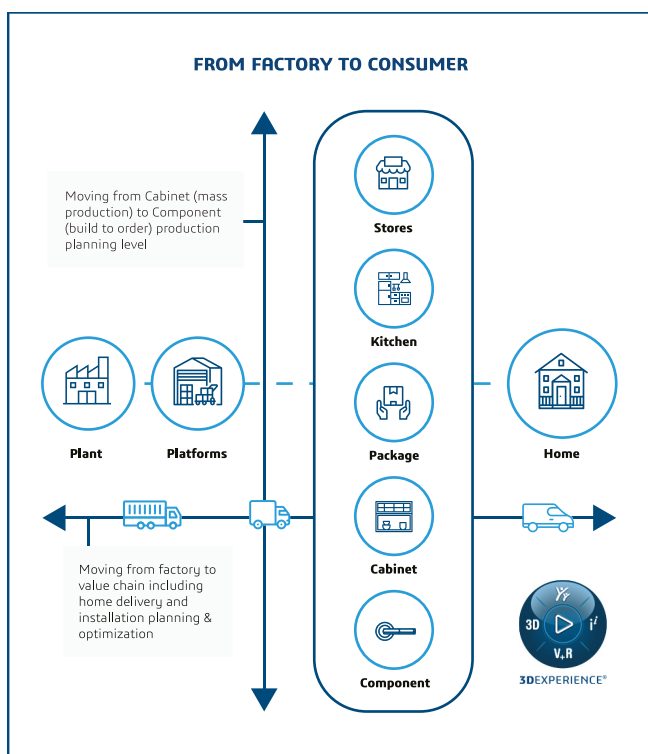 FROM FACTORY TO CONSUMER
Moving from Cabinet (mass
production) to Component
(build to order) production
planning level
Stores
Kitchen
Plant
Platforms
Package
Home
Cabinet
Moving from factory to
value chain including
home delivery and
installation planning &
optimization
Component
3D
i
V+R
3DEXPERIENCE®